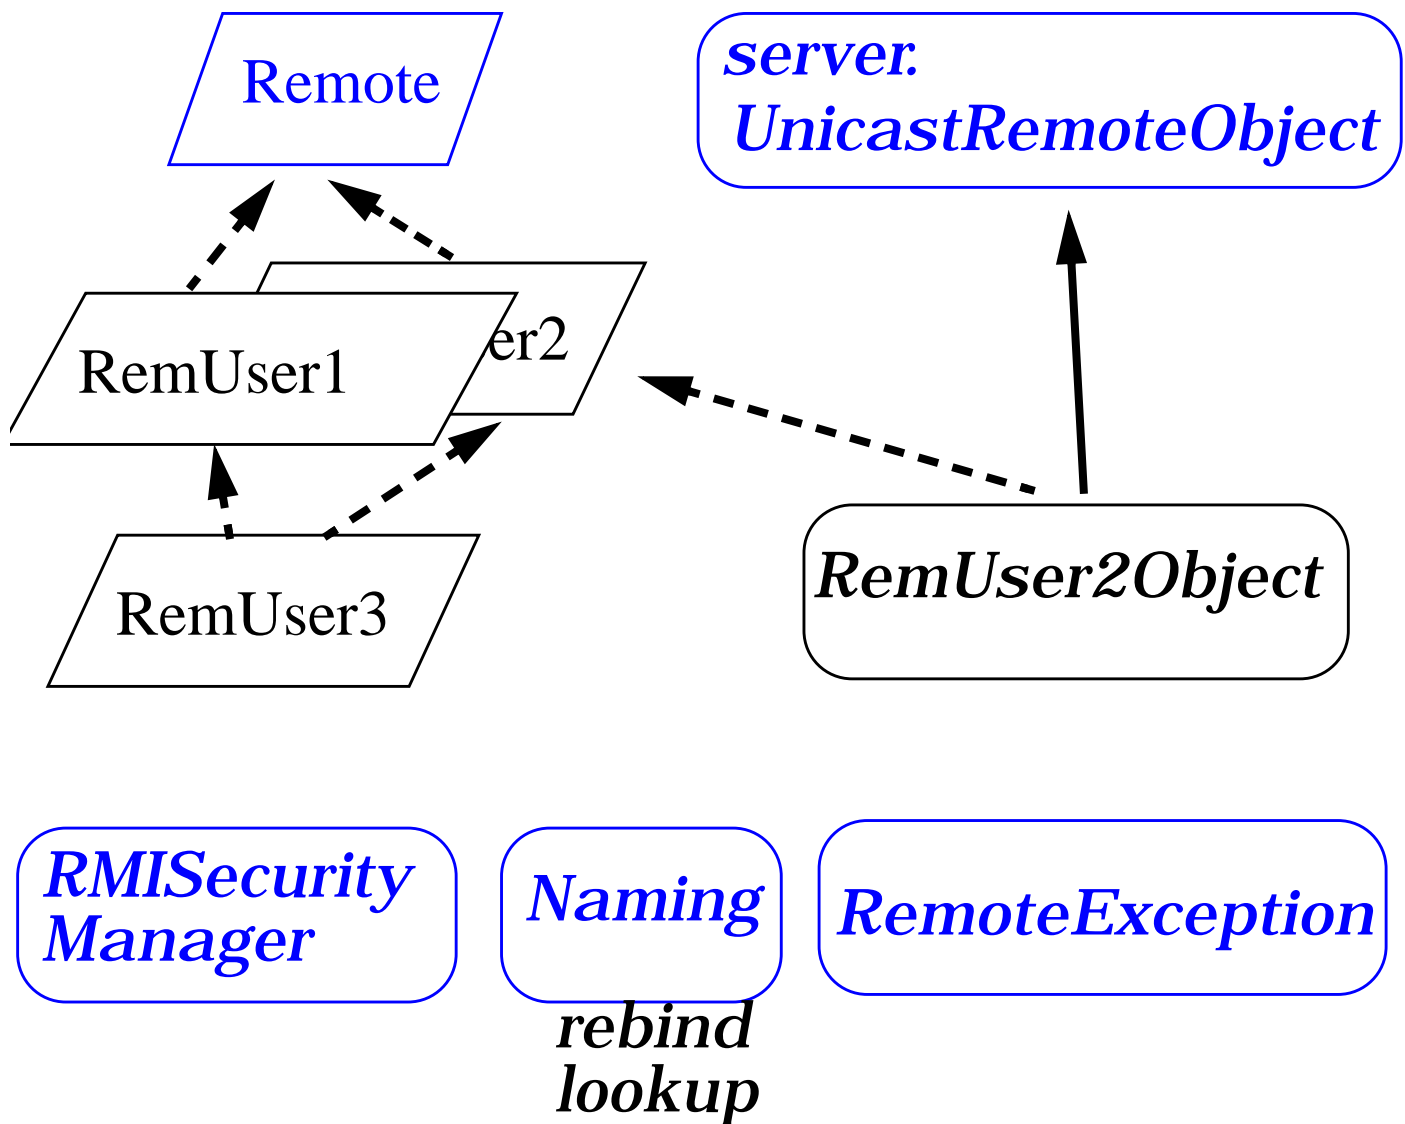 Remote
server.
UnicastRemoteObject
er2
RemUser1
RemUser2Object
RemUser3
RMISecurity
Manager
Naming
RemoteException
rebind
lookup